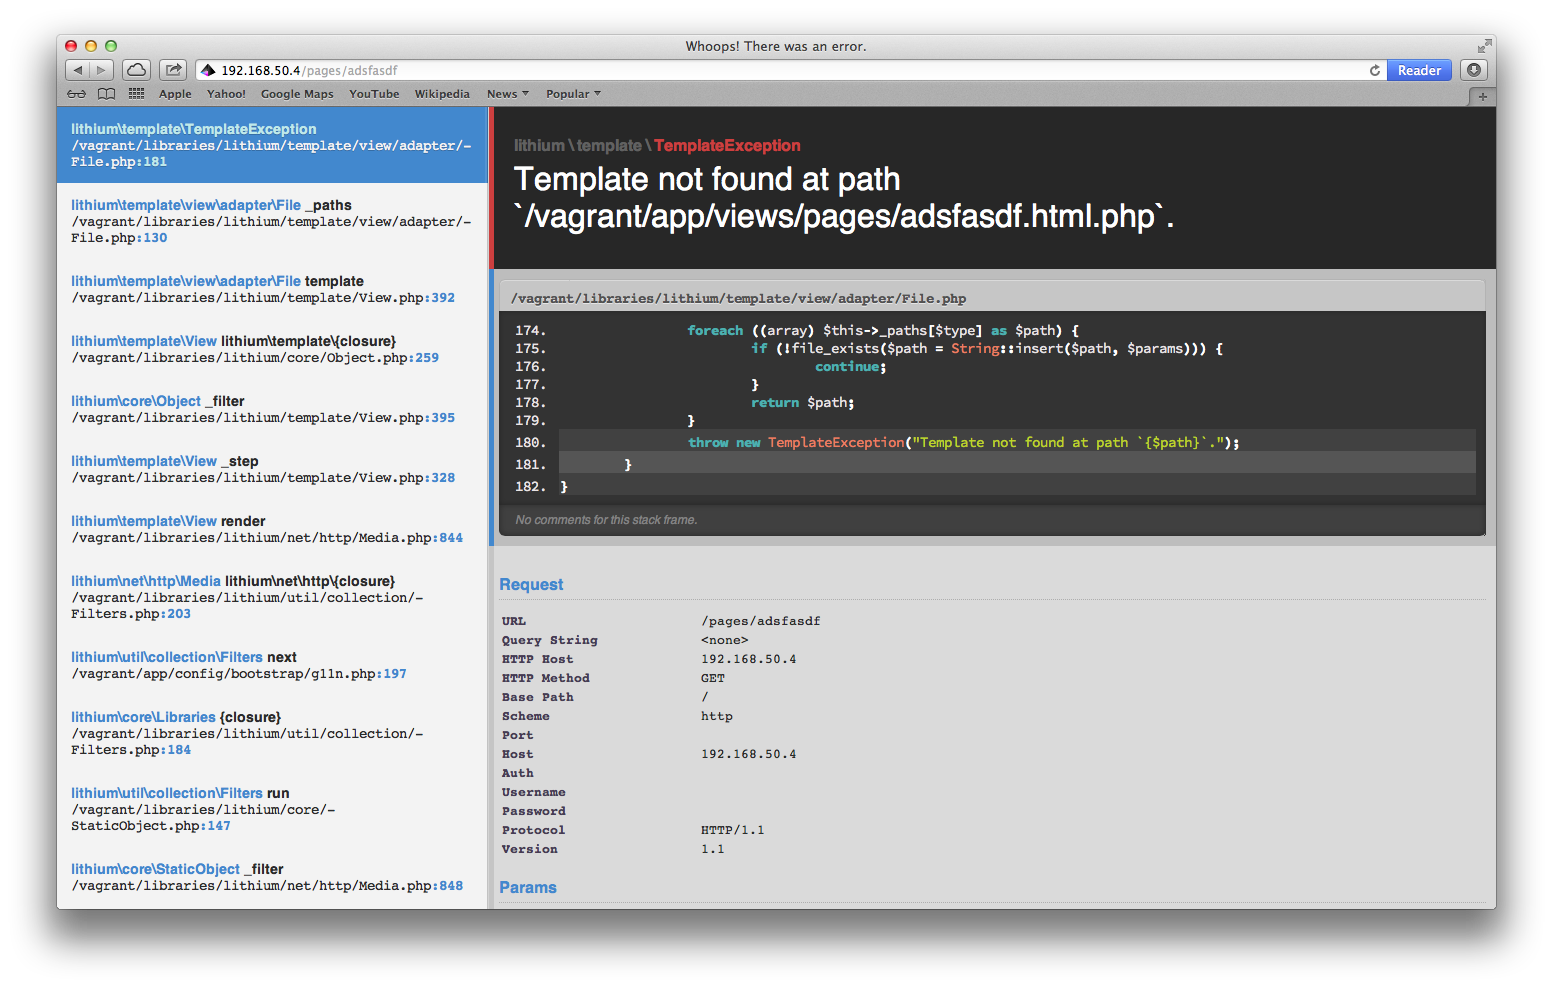 Whoops! There was an error.
192.168.50.4/pages/adsfasdf
Reader
Apple Yahoo! Google Maps YouTube Wikipedia News Popular
lithium\template\TemplateException
/vagrant/libraries/lithium/template/view/adapter/-
File.php:181
lithium\template\view\adapter\File _paths
/vagrant/libraries/lithium/template/view/adapter/-
File.php:130
lithium\template\view\adapter\File template
/vagrant/libraries/lithium/template/View.php:392
lithium\template\View lithium\template\{closure}
/vagrant/libraries/lithium/core/Object.php:259
lithium\core\Object _filter
/vagrant/libraries/lithium/template/View.php:395
lithium\template\View _step
/vagrant/libraries/lithium/template/View.php:328
lithium\template\View render
/vagrant/libraries/lithium/net/http/Media.php:844
lithium\net\http\Media lithium\net\http\{closure}
/vagrant/libraries/lithium/util/collection/-
Filters.php:203
lithium\util\collection\Filters next
/vagrant/app/config/bootstrap/g11n.php:197
lithium\core\Libraries {closure}
/vagrant/libraries/lithium/util/collection/-
Filters.php:184
lithium\util\collection\Filters run
/vagrant/libraries/lithium/core/-
StaticObject.php:147
lithium\core\StaticObject _filter
/vagrant/libraries/lithium/net/http/Media.php:848
lithium \ template \ TemplateException
Template not found at path
`/vagrant/app/views/pages/adsfasdf.html.php`.
/vagrant/libraries/lithium/template/view/adapter/File.php
174. foreach ((array) $this->_paths[$type] as $path) {
175. if (!file_exists($path = String::insert($path, $params))) {
176. continue;
177. }
178. return $path;
179. }
180. throw new TemplateException("Template not found at path `{$path}`.");
181. }
182. }
No comments for this stack frame.
Request
URL /pages/adsfasdf
Query String <none>
HTTP Host 192.168.50.4
HTTP Method GET
Base Path /
Scheme http
Port
Host 192.168.50.4
Auth
Username
Password
Protocol HTTP/1.1
Version 1.1
Params